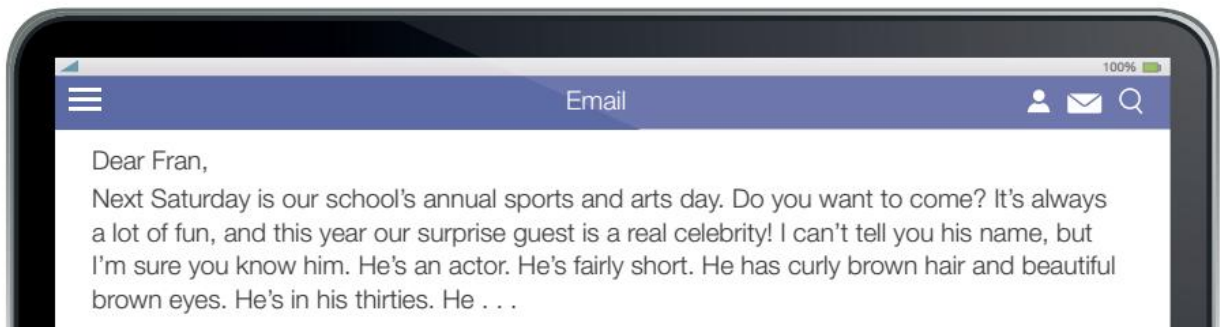 100%
Email
Dear Fran,
Next Saturday is our school’s annual sports and arts day. Do you want to come? It’s always
a lot of fun, and this year our surprise guest is a real celebrity! I can’t tell you his name, but
I’m sure you know him. He’s an actor. He’s fairly short. He has curly brown hair and beautiful
brown eyes. He’s in his thirties. He . . .